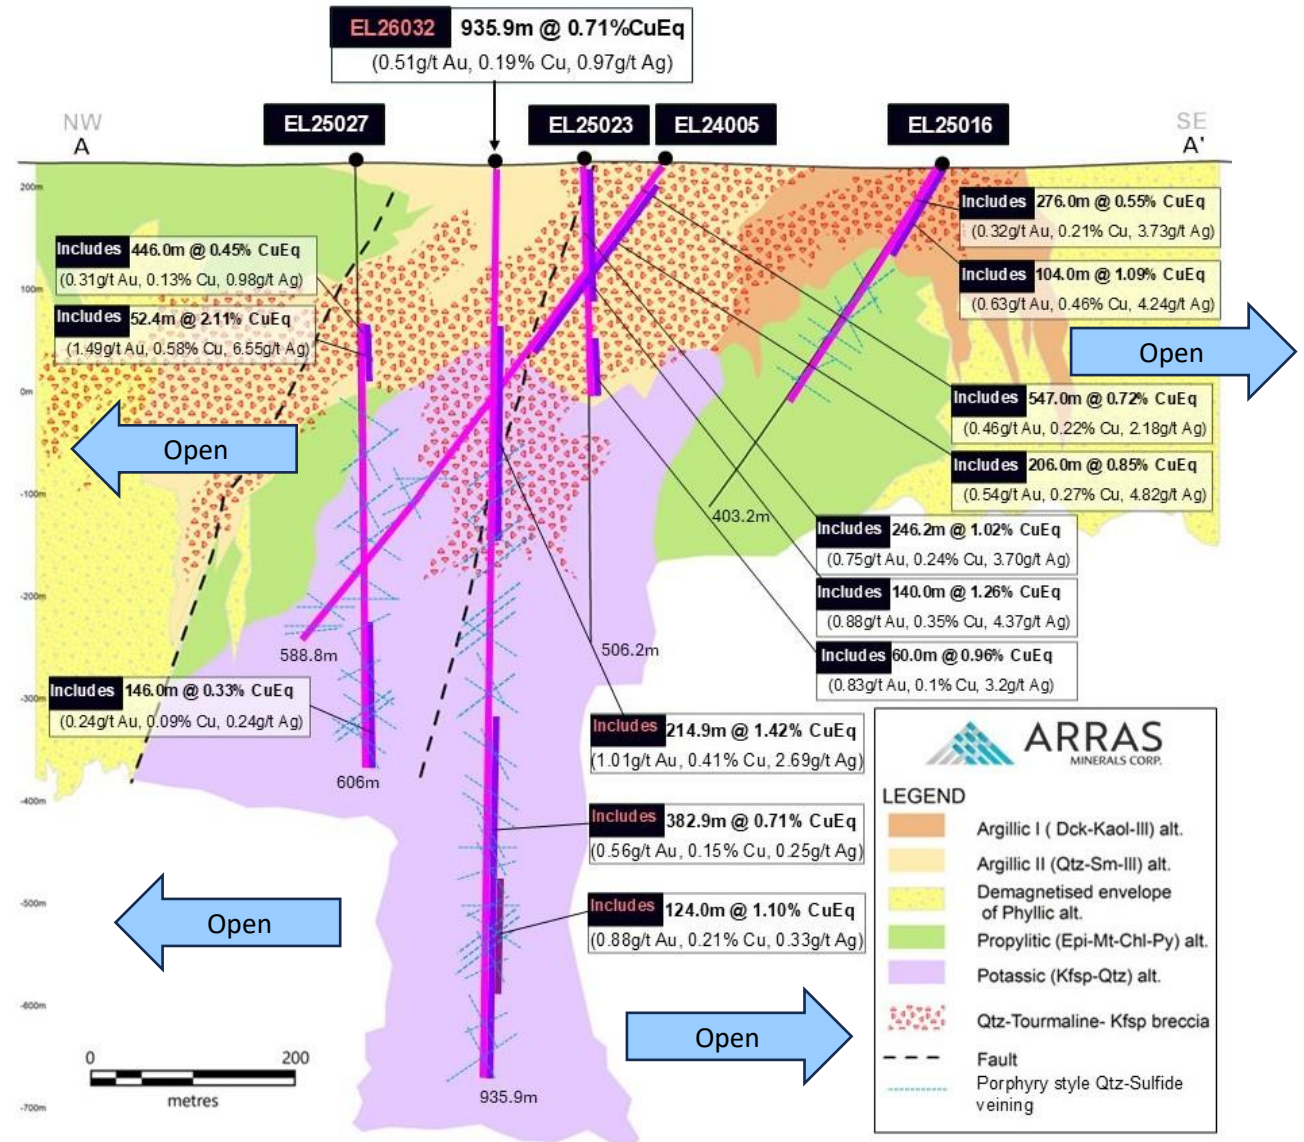 EL26032 935.9m @ 0.71%CuEq
(0.51g/t Au, 0.19% Cu, 0.97g/t Ag)
NW
A
EL25027
EL25023
EL24005
EL25016
SE
A'
200m
100m
0m
-100m
-200m
-300m
-400m
-500m
-600m
-700m
Includes 446.0m @ 0.45% CuEq
(0.31g/t Au, 0.13% Cu, 0.98g/t Ag)
Includes 52.4m @ 2.11% CuEq
(1.49g/t Au, 0.58% Cu, 6.55g/t Ag)
Includes 276.0m @ 0.55% CuEq
(0.32g/t Au, 0.21% Cu, 3.73g/t Ag)
Includes 104.0m @ 1.09% CuEq
(0.63g/t Au, 0.46% Cu, 4.24g/t Ag)
Open
Includes 547.0m @ 0.72% CuEq
(0.46g/t Au, 0.22% Cu, 2.18g/t Ag)
Open
Includes 206.0m @ 0.85% CuEq
(0.54g/t Au, 0.27% Cu, 4.82g/t Ag)
403.2m
Includes 246.2m @ 1.02% CuEq
(0.75g/t Au, 0.24% Cu, 3.70g/t Ag)
Includes 140.0m @ 1.26% CuEq
(0.88g/t Au, 0.35% Cu, 4.37g/t Ag)
588.8m
506.2m
Includes 60.0m @ 0.96% CuEq
(0.83g/t Au, 0.1% Cu, 3.2g/t Ag)
Includes 146.0m @ 0.33% CuEq
(0.24g/t Au, 0.09% Cu, 0.24g/t Ag)
606m
Includes 214.9m @ 1.42% CuEq
(1.01g/t Au, 0.41% Cu, 2.69g/t Ag)
Includes 382.9m @ 0.71% CuEq
(0.56g/t Au, 0.15% Cu, 0.25g/t Ag)
Includes 124.0m @ 1.10% CuEq
(0.88g/t Au, 0.21% Cu, 0.33g/t Ag)
Open
Open
935.9m
0 200
metres
ARRAS
MINERALS CORP.
LEGEND
Argillic I ( Dck-Kaol-Ill) alt.
Argillic II (Qtz-Sm-Ill) alt.
Demagnetised envelope
of Phyllic alt.
Propylitic (Epi-Mt-Chl-Py) alt.
Potassic (Kfsp-Qtz) alt.
Qtz-Tourmaline- Kfsp breccia
Fault
Porphyry style Qtz-Sulfide
veining